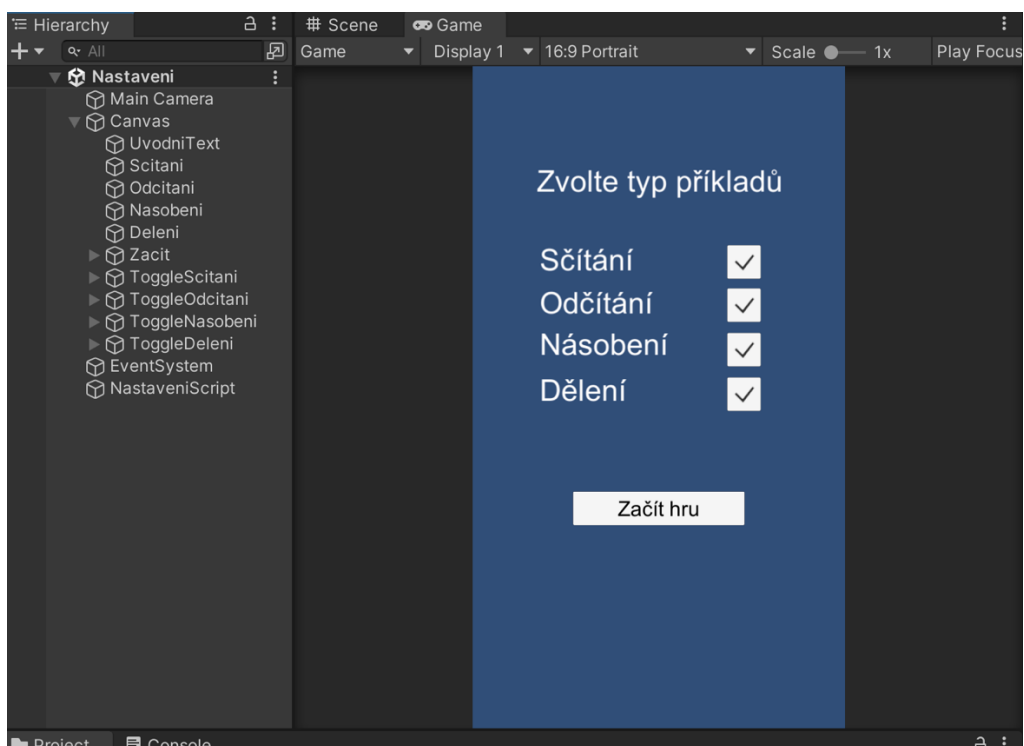 Hierarchy
Scene
Game
All
Game
Display 1
16:9 Portrait
Scale
1x
Play Focus
Nastaveni
Main Camera
Canvas
UvodniText
Scitani
Odcitani
Nasobeni
Deleni
Zacit
ToggleScitani
ToggleOdcitani
ToggleNasobeni
ToggleDeleni
EventSystem
NastaveniScript
Zvolte typ příkladů
Sčítání
Odčítání
Násobení
Dělení
Začít hru
Project
Console